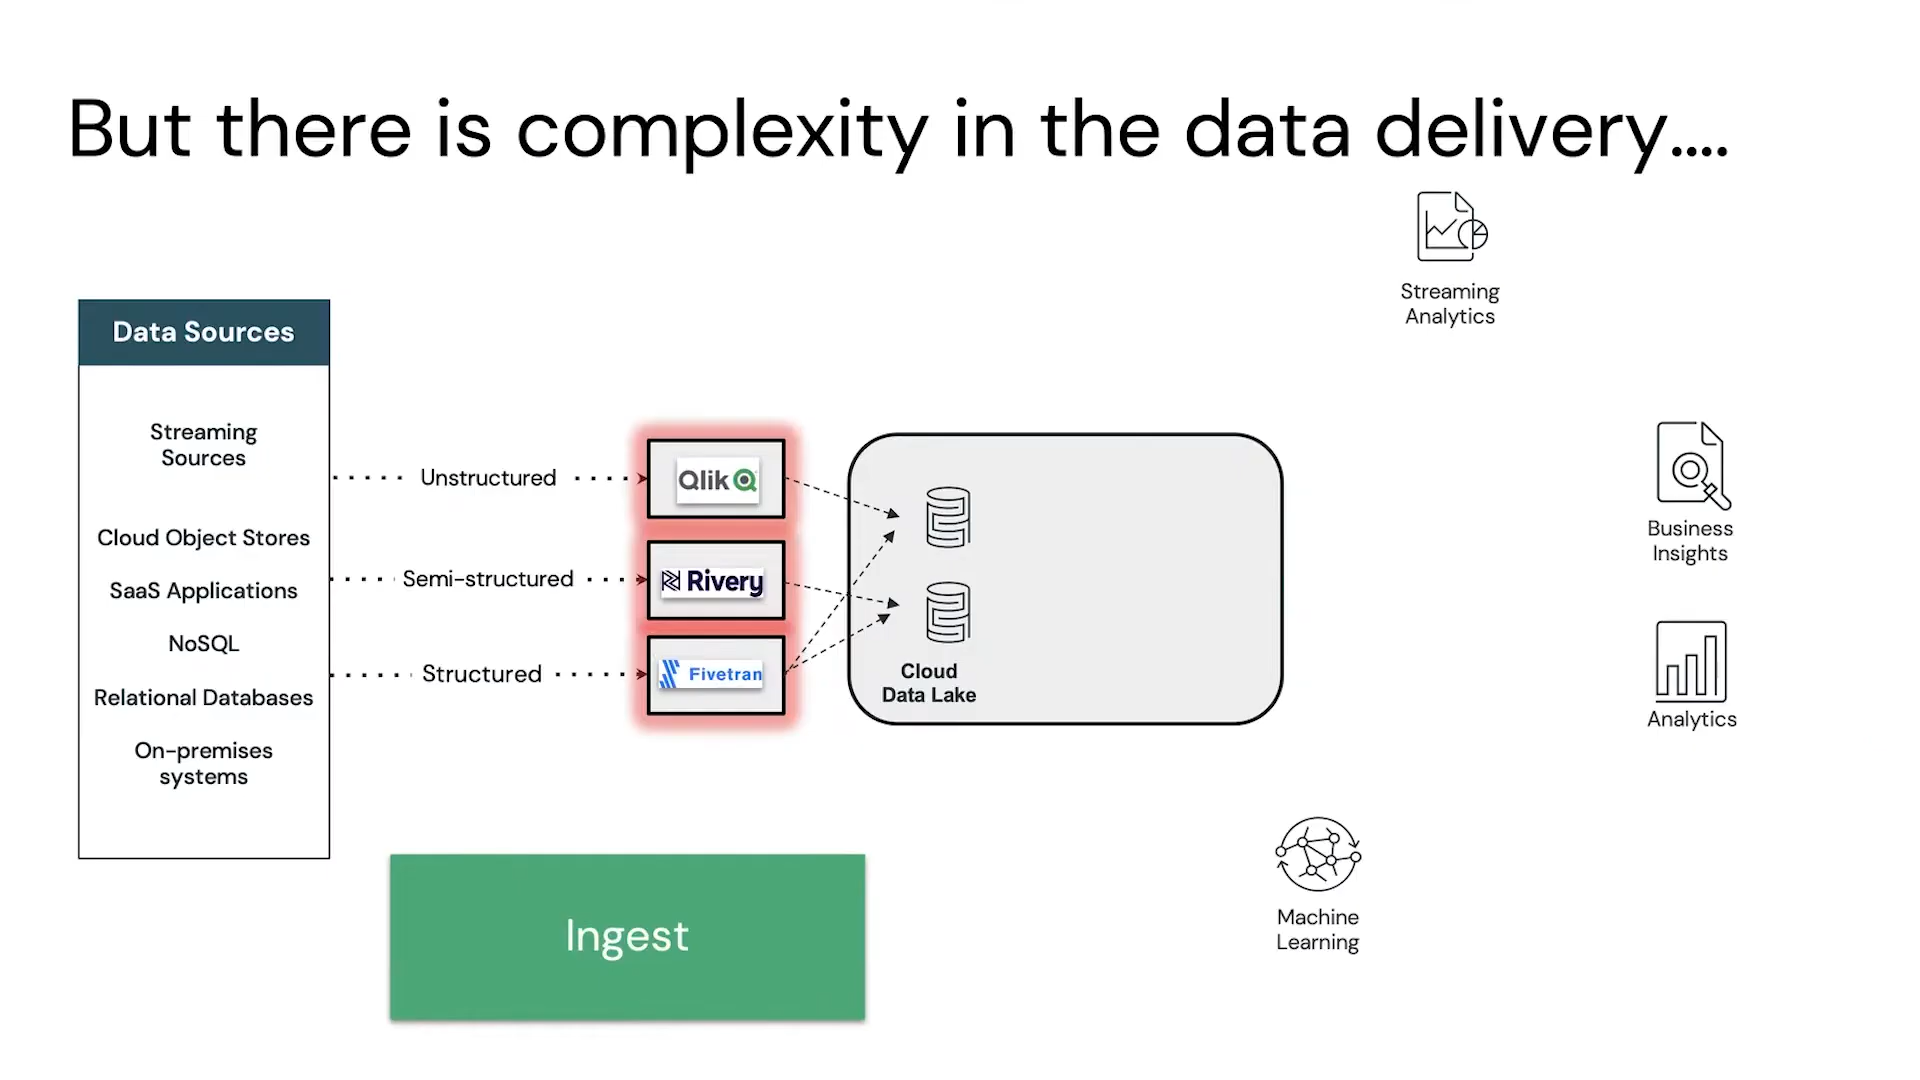 But there is complexity in the data delivery....
Streaming
Analytics
Data Sources
Streaming
Sources
Cloud Object Stores
SaaS Applications
NoSQL
Relational Databases
On-premises
systems
Unstructured
Semi-structured
Structured
Qlik
Rivery
Fivetran
Cloud
Data Lake
Business
Insights
Analytics
Machine
Learning
Ingest